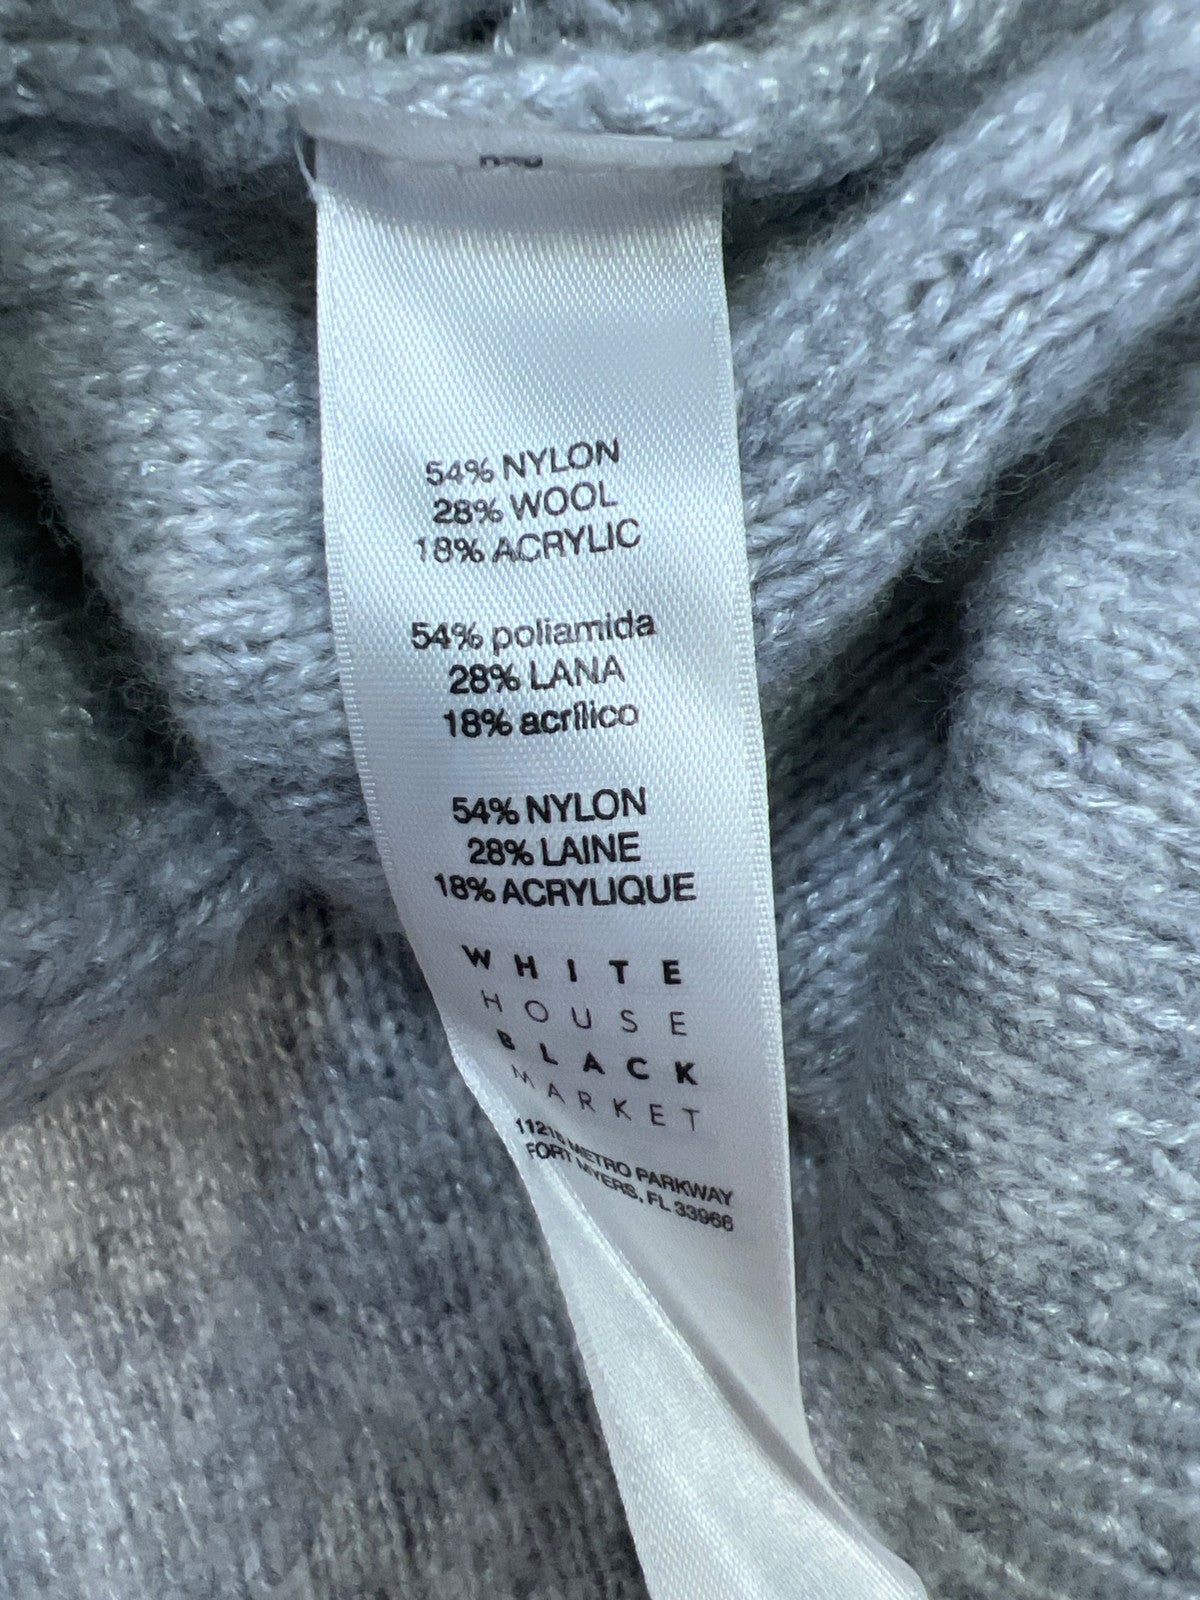 54% NYLON
28% WOOL
18% ACRYLIC
54% poliamida
28% LANA
18% acrílico
54% NYLON
28% LAINE
18% ACRYLIQUE
WHITE
HOUSE
BLACK
MARKET
11215 METRO PARKWAY
FORT MYERS, FL 33966